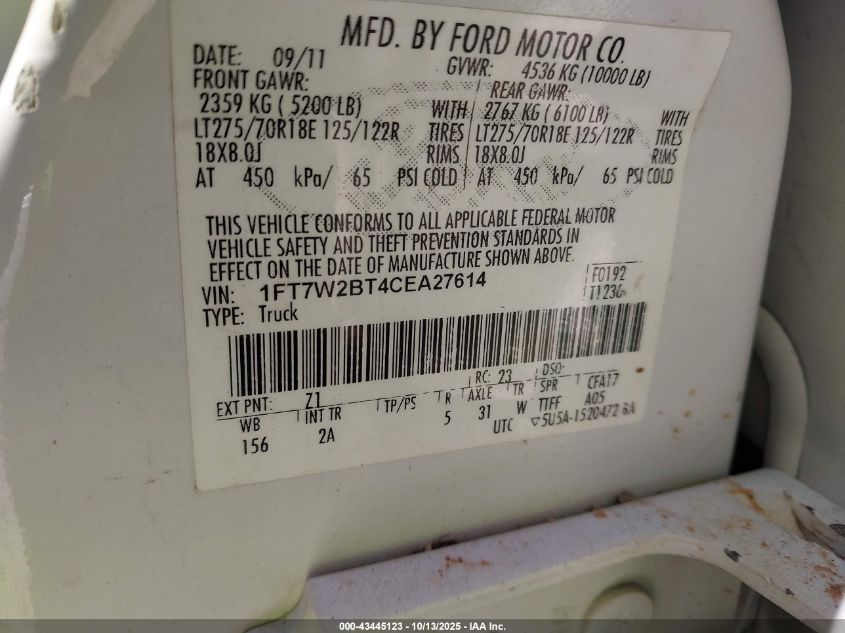 MFD. BY FORD MOTOR CO.
DATE: 09/11 GVWR: 4536 KG (10000 LB)
FRONT GAWR: REAR GAWR:
2359 KG ( 5200 LB) WITH 2767 KG ( 6100 LB) WITH
LT275/70R18E 125/122R TIRES LT275/70R18E 125/122R TIRES
18X8.0J RIMS 18X8.0J RIMS
AT 450 kPa/ 65 PSI COLD AT 450 kPa/ 65 PSI COLD
THIS VEHICLE CONFORMS TO ALL APPLICABLE FEDERAL MOTOR
VEHICLE SAFETY AND THEFT PREVENTION STANDARDS IN
EFFECT ON THE DATE OF MANUFACTURE SHOWN ABOVE.
VIN: 1FT7W2BT4CEA27614 F0192
TYPE: Truck T1236
EXT PNT: Z1 RC: 23 DSO:
WB INT TR TP/PS R AXLE TR SPR CFA17
156 2A 5 31 W TTFF A05
UTC ▽5U5A-1520472-BA
000-43445123 - 10/13/2025 - IAA Inc.